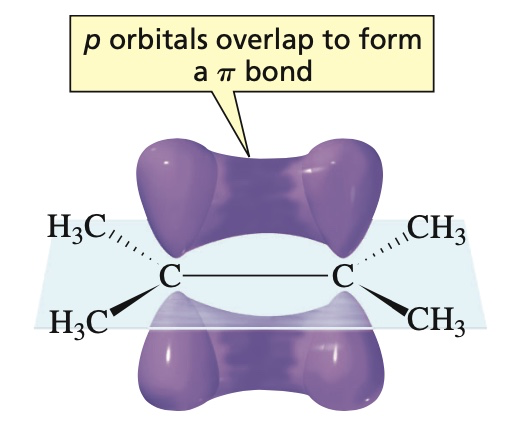 p orbitals overlap to form
a π bond
H₃C CH₃
C C
H₃C CH₃